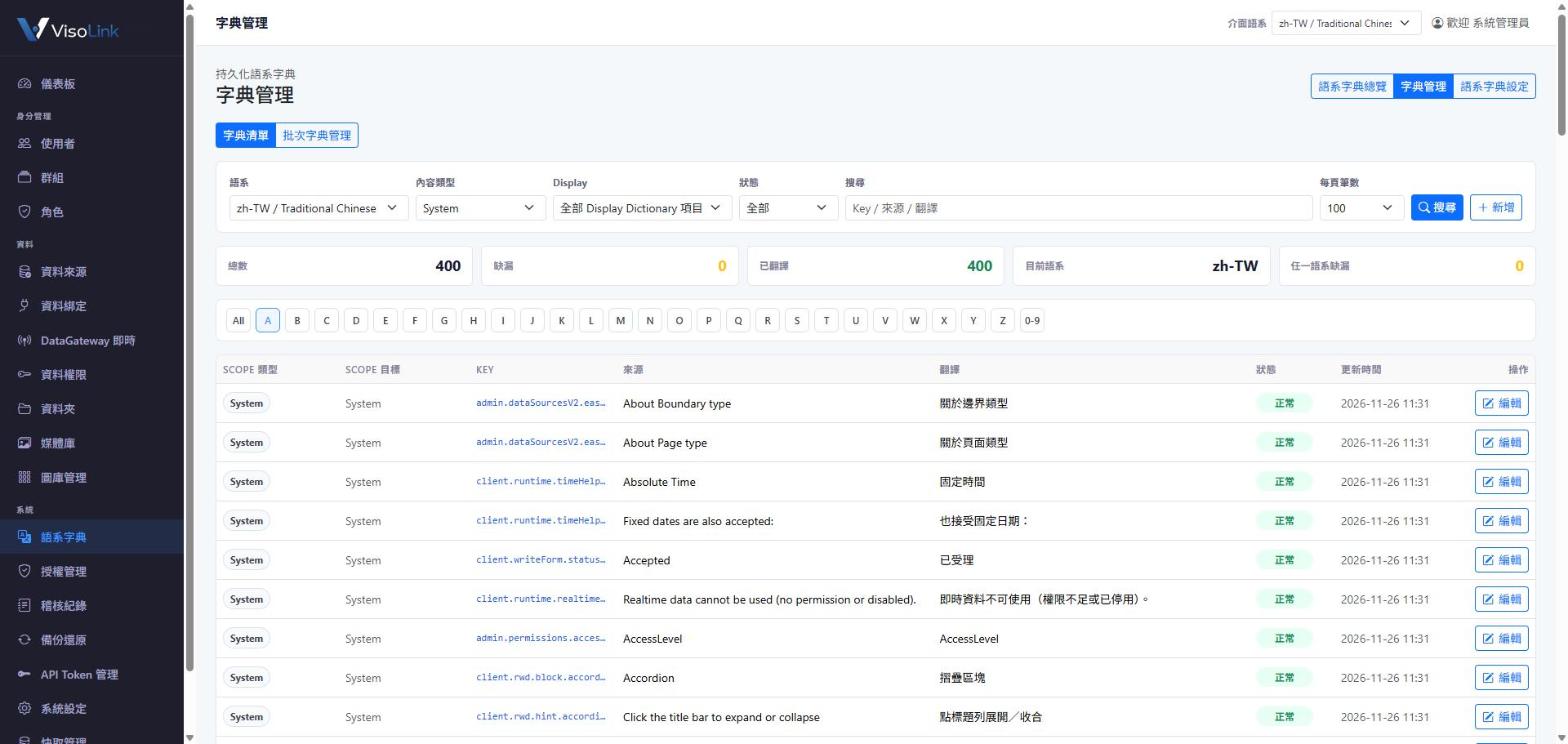 VisoLink
儀表板
身分管理
使用者
群組
角色
資料
資料來源
資料綁定
DataGateway 即時
資料權限
資料夾
媒體庫
圖庫管理
系統
語系字典
授權管理
稽核紀錄
備份還原
API Token 管理
系統設定
快取管理
字典管理
介面語系 zh-TW / Traditional Chines 歡迎 系統管理員
持久化語系字典
字典管理
語系字典總覽 字典管理 語系字典設定
字典清單 批次字典管理
語系 內容類型 Display 狀態 搜尋 每頁筆數
zh-TW / Traditional Chinese System 全部 Display Dictionary 項目 全部 Key / 來源 / 翻譯 100 搜尋 + 新增
總數 400 缺漏 0 已翻譯 400 目前語系 zh-TW 任一語系缺漏 0
All A B C D E F G H I J K L M N O P Q R S T U V W X Y Z 0-9
SCOPE 類型 SCOPE 目標 KEY 來源 翻譯 狀態 更新時間 操作
System System admin.dataSourcesV2.eas… About Boundary type 關於邊界類型 正常 2026-11-26 11:31 編輯
System System admin.dataSourcesV2.eas… About Page type 關於頁面類型 正常 2026-11-26 11:31 編輯
System System client.runtime.timeHelp… Absolute Time 固定時間 正常 2026-11-26 11:31 編輯
System System client.runtime.timeHelp… Fixed dates are also accepted: 也接受固定日期： 正常 2026-11-26 11:31 編輯
System System client.writeForm.status… Accepted 已受理 正常 2026-11-26 11:31 編輯
System System client.runtime.realtime… Realtime data cannot be used (no permission or disabled). 即時資料不可使用（權限不足或已停用）。 正常 2026-11-26 11:31 編輯
System System admin.permissions.acces… AccessLevel AccessLevel 正常 2026-11-26 11:31 編輯
System System client.rwd.block.accord… Accordion 摺疊區塊 正常 2026-11-26 11:31 編輯
System System client.rwd.hint.accordi… Click the title bar to expand or collapse 點標題列展開／收合 正常 2026-11-26 11:31 編輯